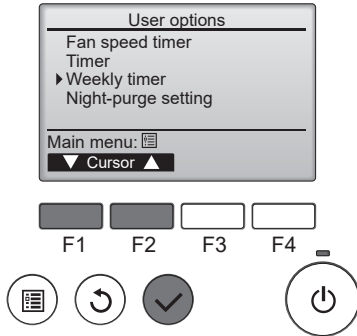 User options
Fan speed timer
Timer
Weekly timer
Night-purge setting
Main menu:
Cursor
F1 F2 F3 F4